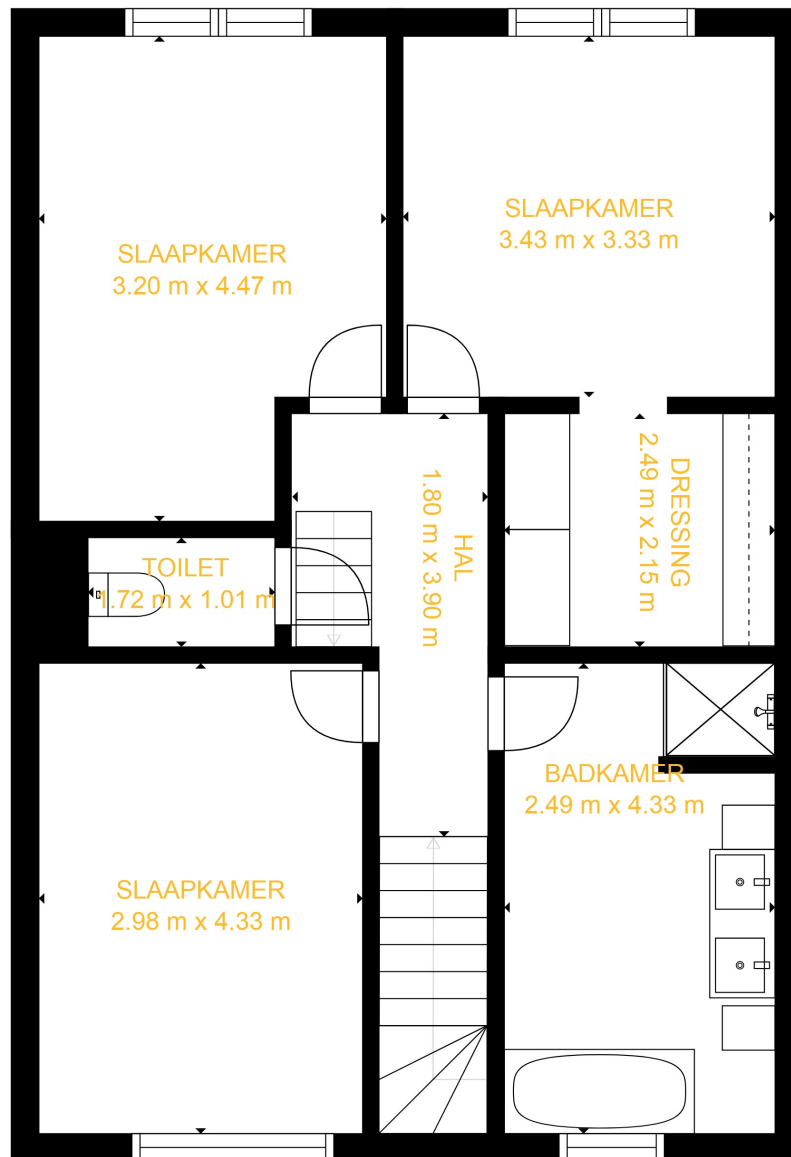 SLAAPKAMER
3.20 m x 4.47 m
SLAAPKAMER
3.43 m x 3.33 m
TOILET
1.72 m x 1.01 m
HAL
1.80 m x 3.90 m
DRESSING
2.49 m x 2.15 m
SLAAPKAMER
2.98 m x 4.33 m
BADKAMER
2.49 m x 4.33 m